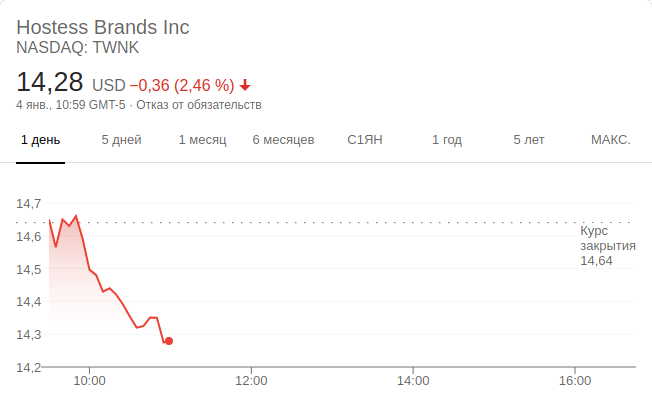 Hostess Brands Inc
NASDAQ: TWNK
14,28 USD −0,36 (2,46 %)
4 янв., 10:59 GMT-5 · Отказ от обязательств
1 день 5 дней 1 месяц 6 месяцев С1ЯН 1 год 5 лет МАКС.
14,7
14,6
14,5
14,4
14,3
14,2
Курс
закрытия
14,64
10:00 12:00 14:00 16:00